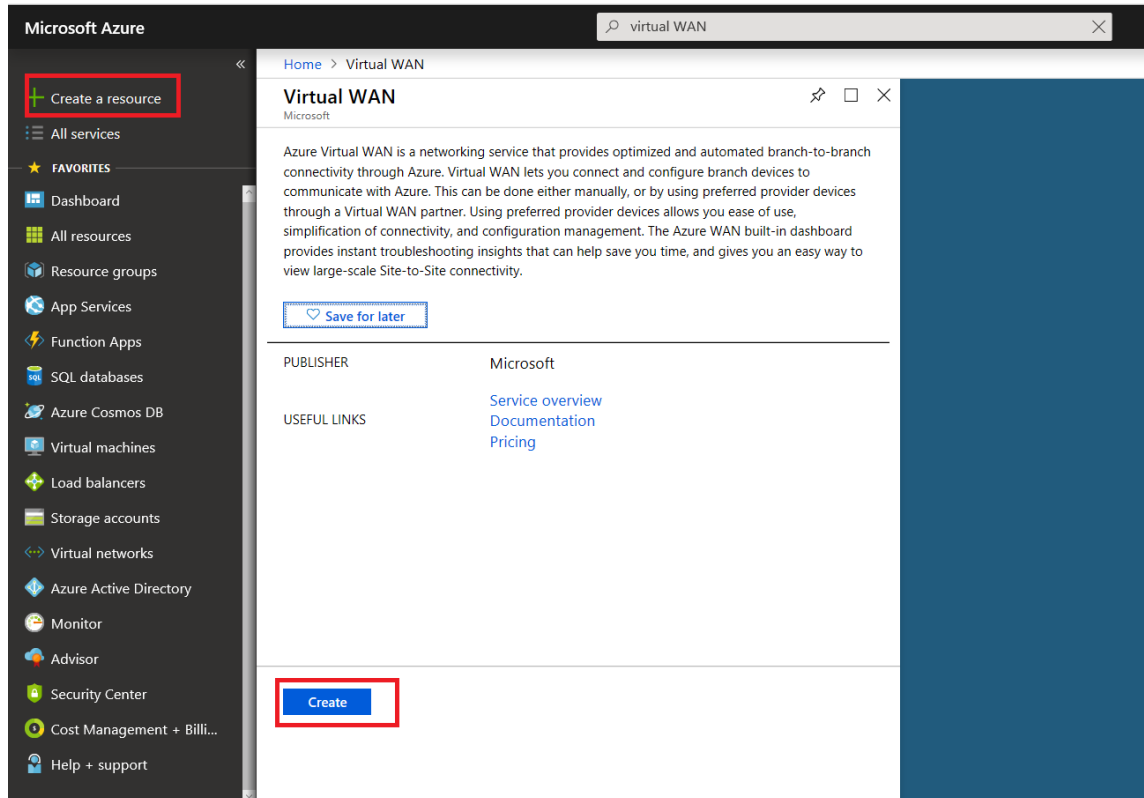 Microsoft Azure
virtual WAN
«
Create a resource
All services
FAVORITES
Dashboard
All resources
Resource groups
App Services
Function Apps
SQL databases
Azure Cosmos DB
Virtual machines
Load balancers
Storage accounts
Virtual networks
Azure Active Directory
Monitor
Advisor
Security Center
Cost Management + Billi...
Help + support
Home > Virtual WAN
Virtual WAN
Microsoft
Azure Virtual WAN is a networking service that provides optimized and automated branch-to-branch
connectivity through Azure. Virtual WAN lets you connect and configure branch devices to
communicate with Azure. This can be done either manually, or by using preferred provider devices
through a Virtual WAN partner. Using preferred provider devices allows you ease of use,
simplification of connectivity, and configuration management. The Azure WAN built-in dashboard
provides instant troubleshooting insights that can help save you time, and gives you an easy way to
view large-scale Site-to-Site connectivity.
Save for later
PUBLISHER Microsoft
Service overview
USEFUL LINKS Documentation
Pricing
Create